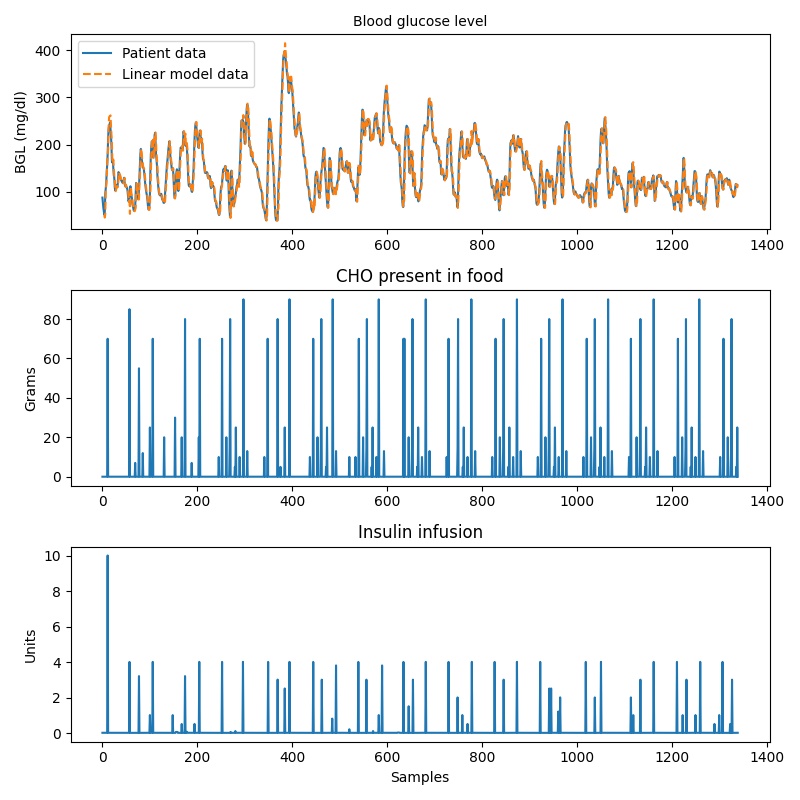 Blood glucose level
Patient data
Linear model data
BGL (mg/dl)
400
300
200
100
0 200 400 600 800 1000 1200 1400
CHO present in food
Grams
80
60
40
20
0
0 200 400 600 800 1000 1200 1400
Insulin infusion
Units
10
8
6
4
2
0
0 200 400 600 800 1000 1200 1400
Samples